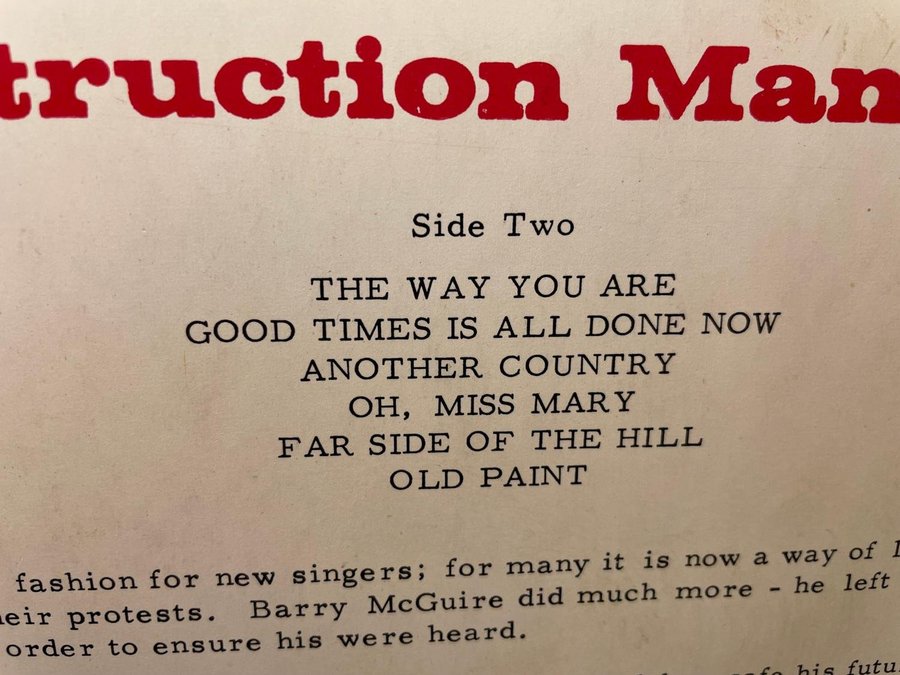 truction Man
Side Two
THE WAY YOU ARE
GOOD TIMES IS ALL DONE NOW
ANOTHER COUNTRY
OH, MISS MARY
FAR SIDE OF THE HILL
OLD PAINT
fashion for new singers; for many it is now a way of
eir protests. Barry McGuire did much more - he left
order to ensure his were heard.
his futu